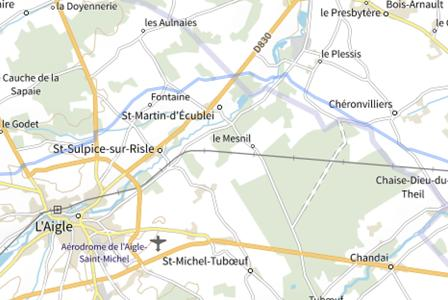 la Doyennerie
les Aulnaies
le Presbytère
Bois-Arnault
D830
le Plessis
Cauche de la
Sapaie
Fontaine
St-Martin-d'Écublei
Chéronvilliers
le Godet
le Mesnil
St-Sulpice-sur-Risle
Chaise-Dieu-du-
Theil
L'Aigle
Aérodrome de l'Aigle-
Saint-Michel
St-Michel-Tubœuf
Chandai
Tubœuf